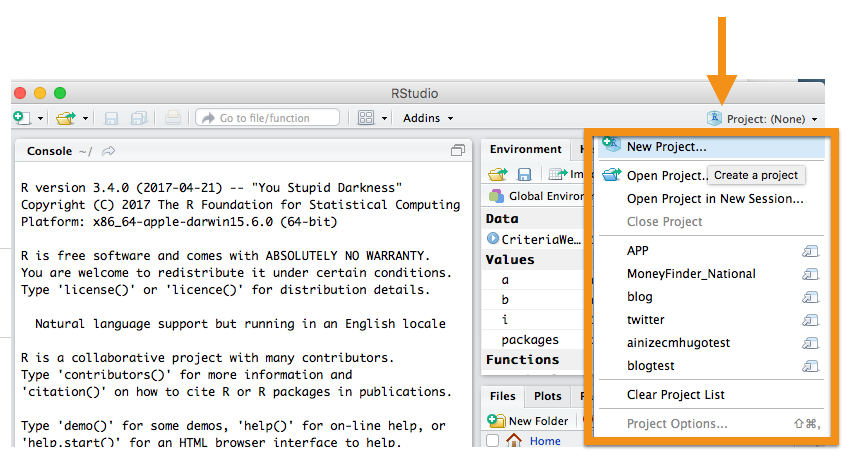 RStudio
Go to file/function
Addins
Project: (None)
Console ~/
R version 3.4.0 (2017-04-21) -- "You Stupid Darkness"
Copyright (C) 2017 The R Foundation for Statistical Computing
Platform: x86_64-apple-darwin15.6.0 (64-bit)
R is free software and comes with ABSOLUTELY NO WARRANTY.
You are welcome to redistribute it under certain conditions.
Type 'license()' or 'licence()' for distribution details.
Natural language support but running in an English locale
R is a collaborative project with many contributors.
Type 'contributors()' for more information and
'citation()' on how to cite R or R packages in publications.
Type 'demo()' for some demos, 'help()' for on-line help, or
'help.start()' for an HTML browser interface to help.
Environment
Global Environ
Data
CriteriaWe...
Values
a
b
i
packages
Functions
Files
Plots
New Folder
Home
New Project...
Open Project..
Create a project
Open Project in New Session...
Close Project
APP
MoneyFinder_National
blog
twitter
ainizecmhugotest
blogtest
Clear Project List
Project Options... ⇧⌘,